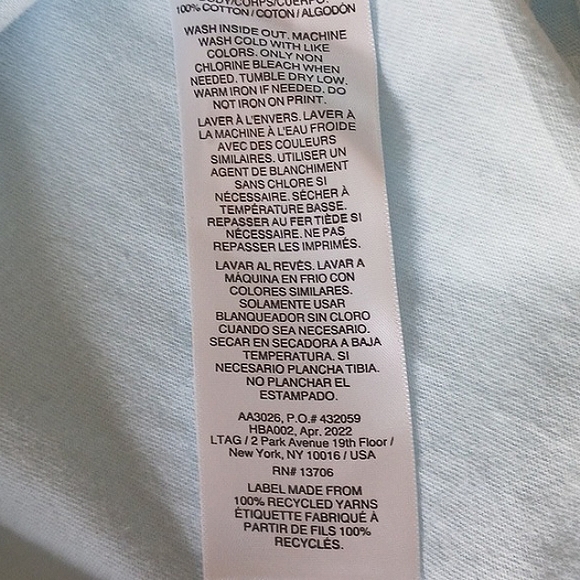 BODY/CORPS/CUERPO:
100% COTTON / COTON / ALGODÓN
WASH INSIDE OUT. MACHINE
WASH COLD WITH LIKE
COLORS. ONLY NON
CHLORINE BLEACH WHEN
NEEDED. TUMBLE DRY LOW.
WARM IRON IF NEEDED. DO
NOT IRON ON PRINT.
LAVER À L'ENVERS. LAVER À
LA MACHINE À L'EAU FROIDE
AVEC DES COULEURS
SIMILAIRES. UTILISER UN
AGENT DE BLANCHIMENT
SANS CHLORE SI
NÉCESSAIRE. SÉCHER À
TEMPÉRATURE BASSE.
REPASSER AU FER TIÈDE SI
NÉCESSAIRE. NE PAS
REPASSER LES IMPRIMÉS.
LAVAR AL REVÉS. LAVAR A
MÁQUINA EN FRIO CON
COLORES SIMILARES.
SOLAMENTE USAR
BLANQUEADOR SIN CLORO
CUANDO SEA NECESARIO.
SECAR EN SECADORA A BAJA
TEMPERATURA. SI
NECESARIO PLANCHA TIBIA.
NO PLANCHAR EL
ESTAMPADO.
AA3026, P.O.# 432059
HBA002, Apr. 2022
LTAG / 2 Park Avenue 19th Floor /
New York, NY 10016 / USA
RN# 13706
LABEL MADE FROM
100% RECYCLED YARNS
ÉTIQUETTE FABRIQUÉ À
PARTIR DE FILS 100%
RECYCLÉS.